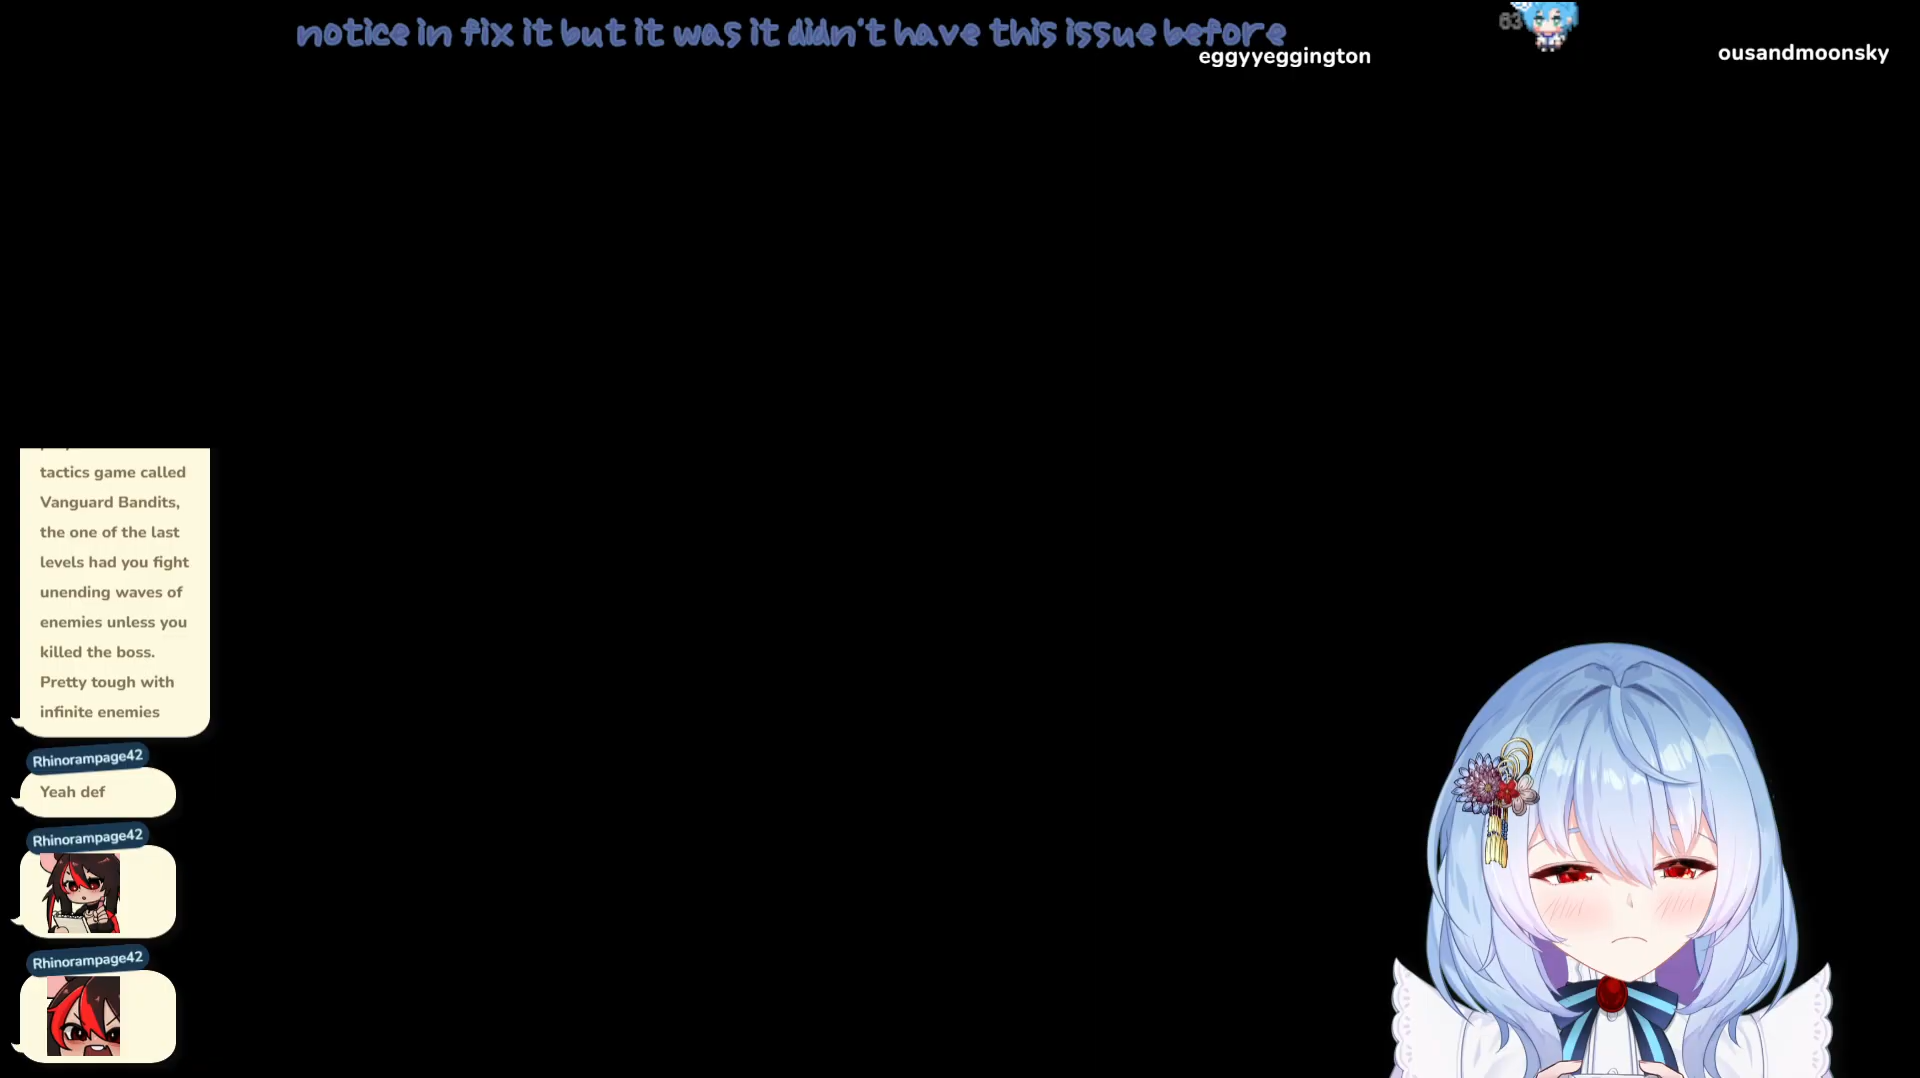 notice in fix it but it was it didn't have this issue before
63
eggyyeggington
ousandmoonsky
tactics game called
Vanguard Bandits,
the one of the last
levels had you fight
unending waves of
enemies unless you
killed the boss.
Pretty tough with
infinite enemies
Rhinorampage42
Yeah def
Rhinorampage42
Rhinorampage42